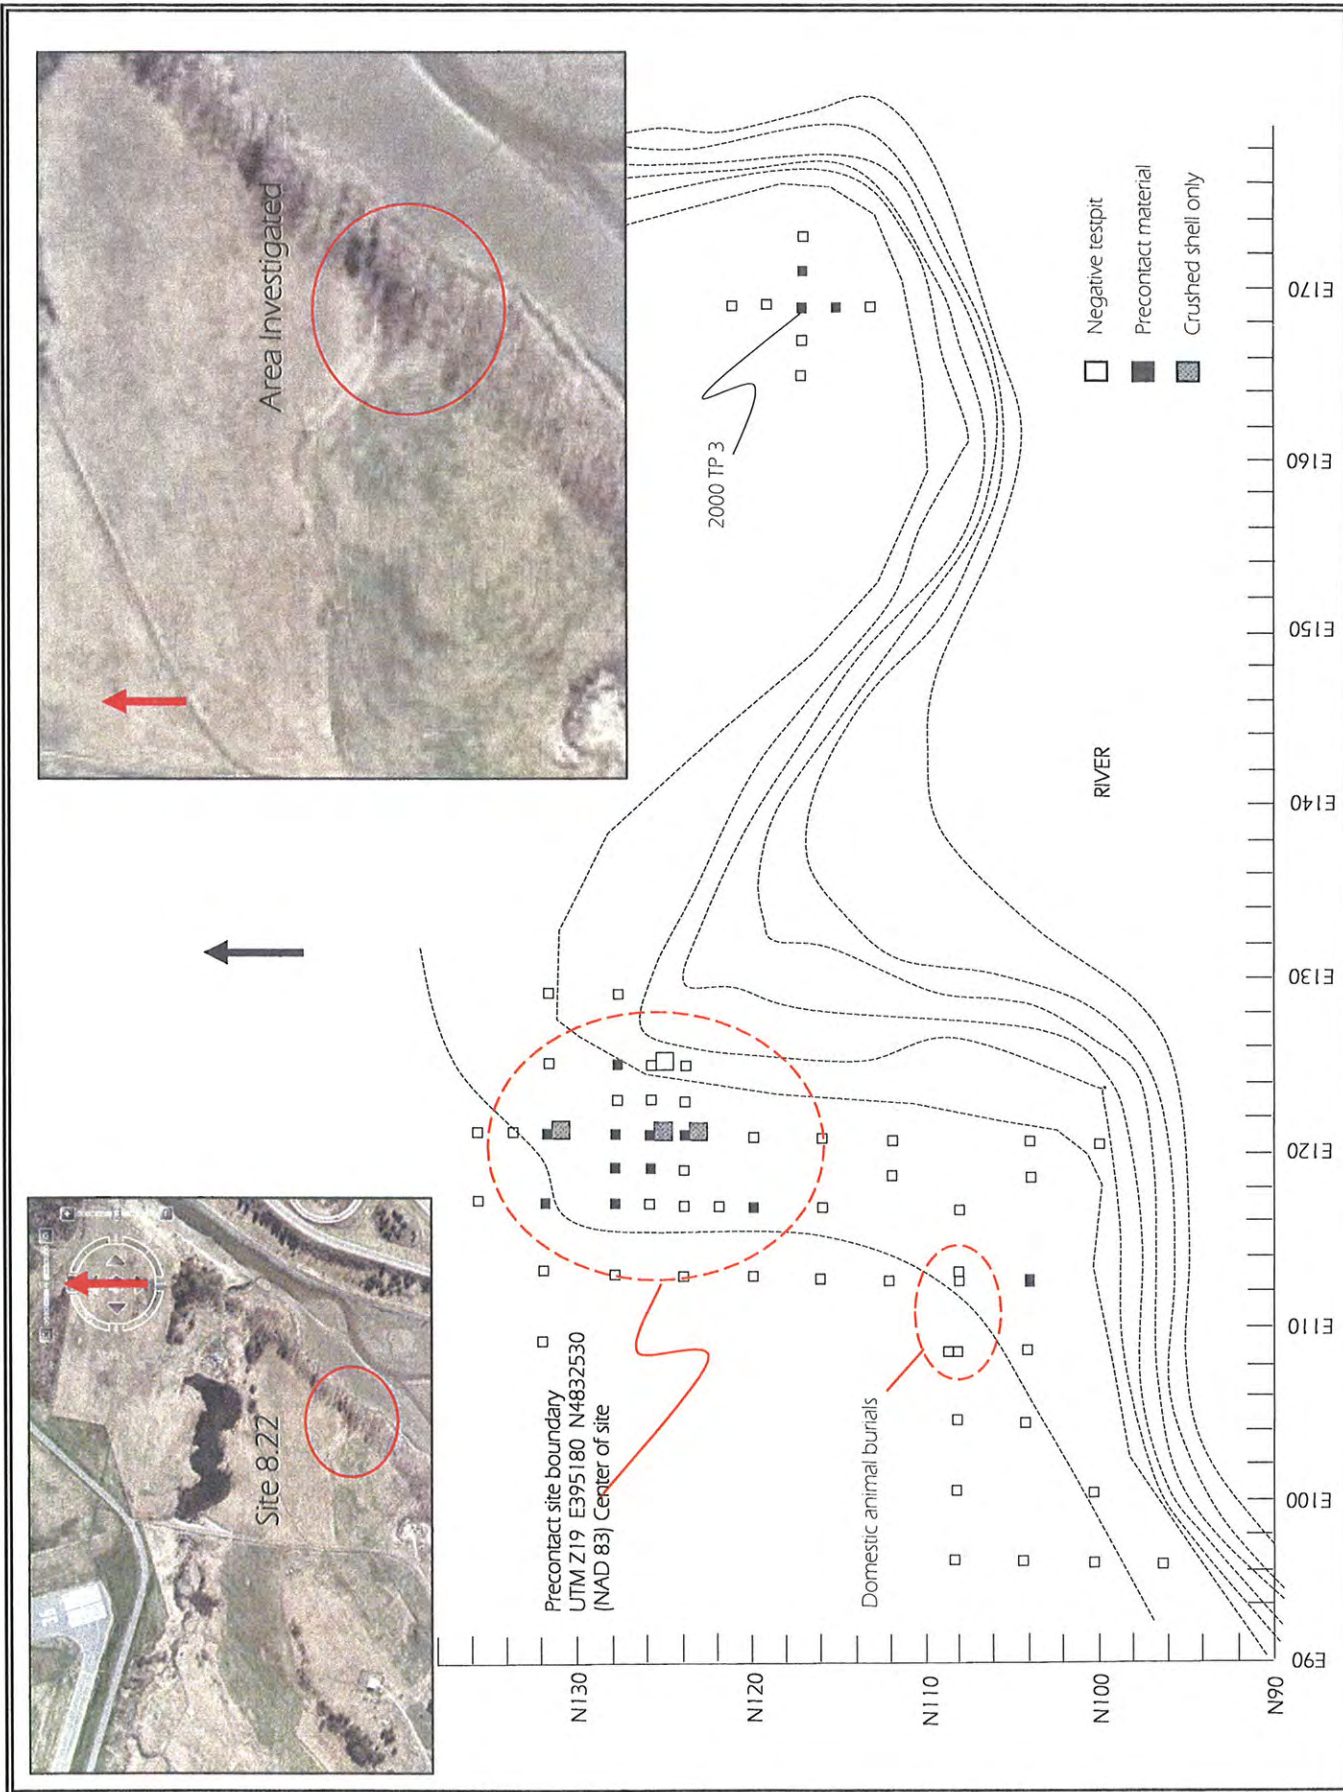 Site 8.22
Area Investigated
Precontact site boundary
UTM Z19 E395180 N4832530
(NAD 83) Center of site
Domestic animal burials
2000 TP 3
RIVER
Negative testpit
Precontact material
Crushed shell only
N130
N120
N110
N100
N90
E90
E100
E110
E120
E130
E140
E150
E160
E170